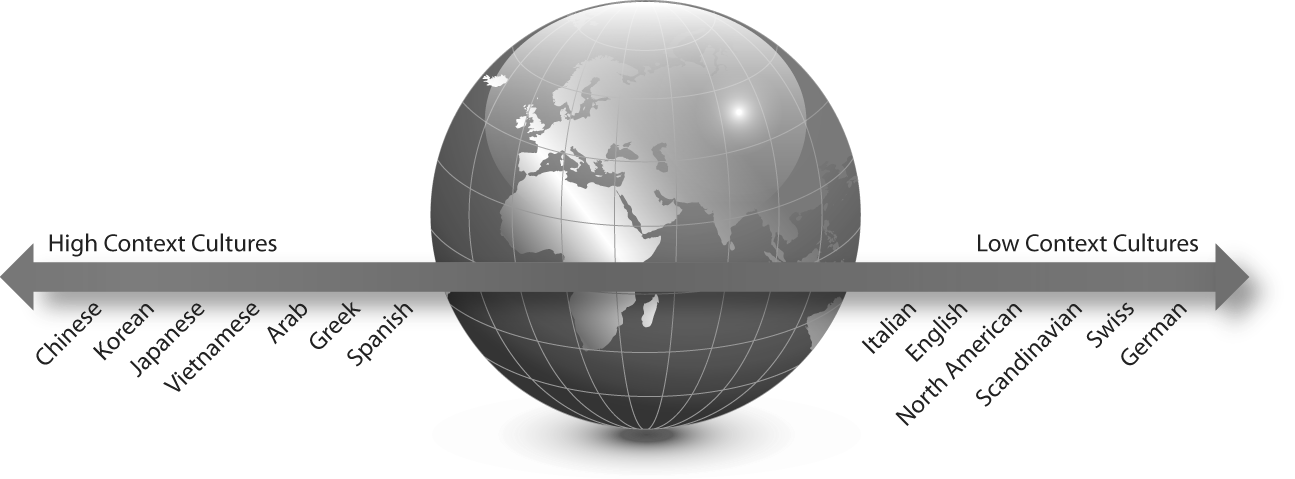 High Context Cultures
Low Context Cultures
Chinese
Korean
Japanese
Vietnamese
Arab
Greek
Spanish
Italian
English
North American
Scandinavian
Swiss
German